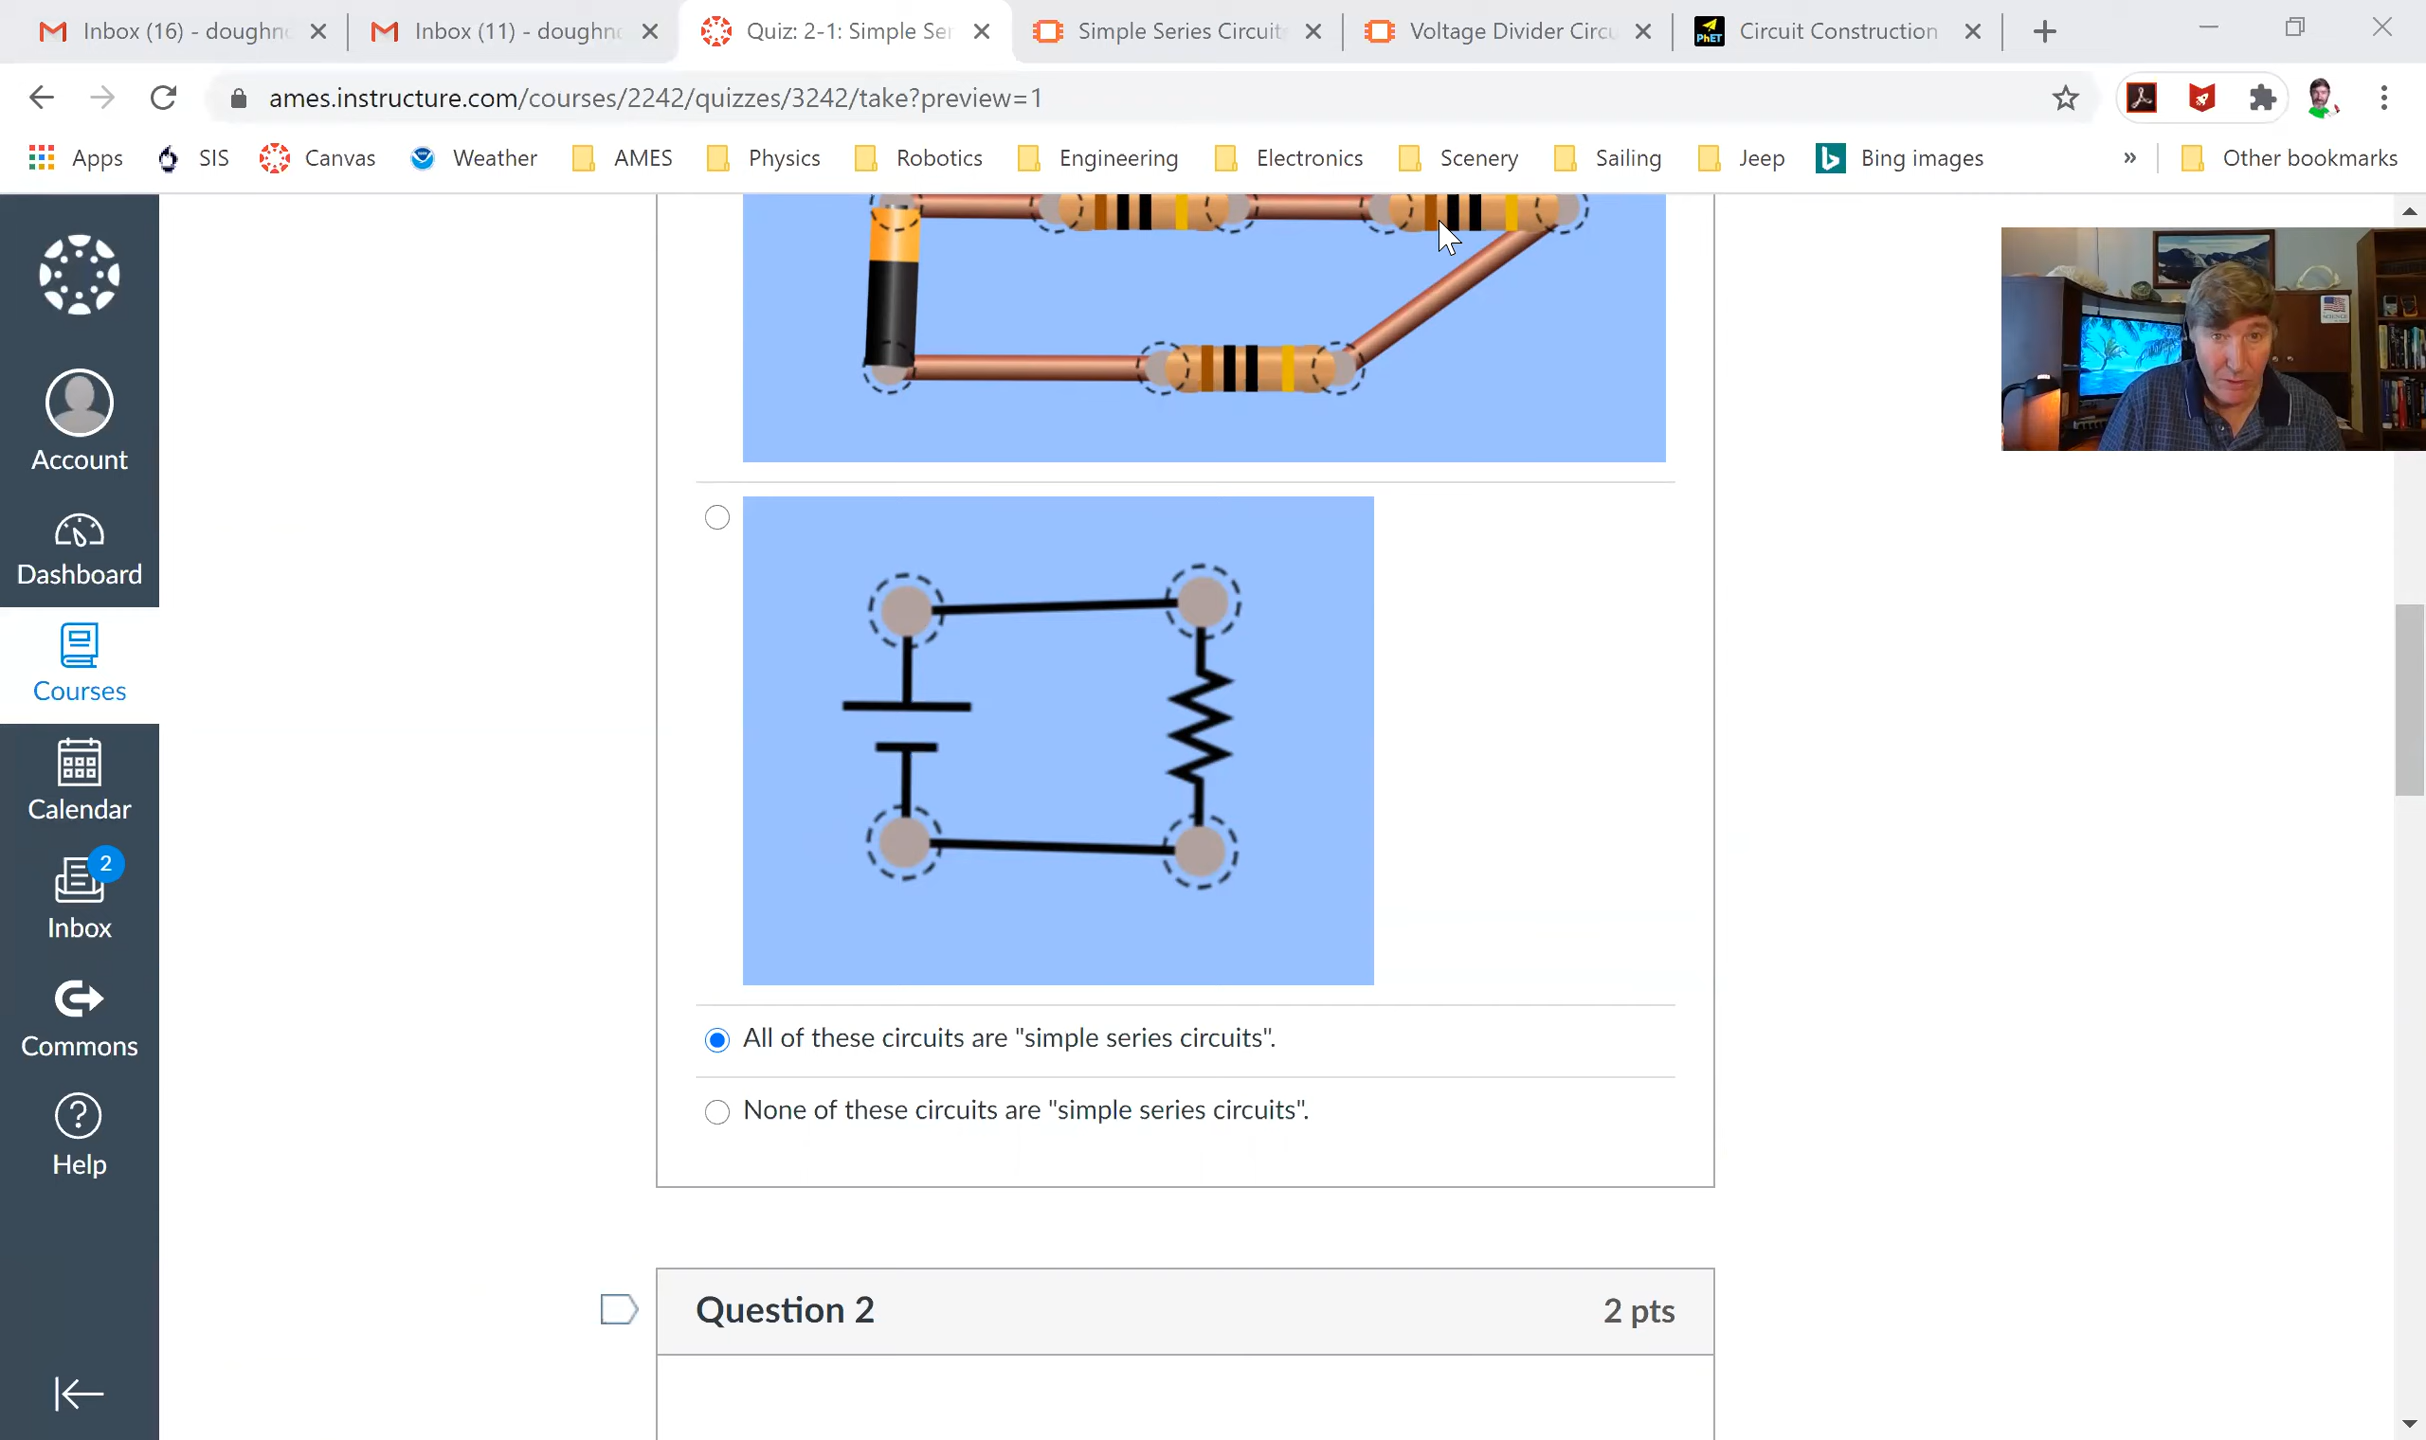 Inbox (16) - doughn
Inbox (11) - doughn
Quiz: 2-1: Simple Se
Simple Series Circuit
Voltage Divider Circu
PhET
Circuit Construction
ames.instructure.com/courses/2242/quizzes/3242/take?preview=1
Apps
SIS
Canvas
Weather
AMES
Physics
Robotics
Engineering
Electronics
Scenery
Sailing
Jeep
b
Bing images
»
Other bookmarks
Account
Dashboard
Courses
Calendar
2
Inbox
Commons
?
Help
All of these circuits are "simple series circuits".
None of these circuits are "simple series circuits".
Question 2
2 pts